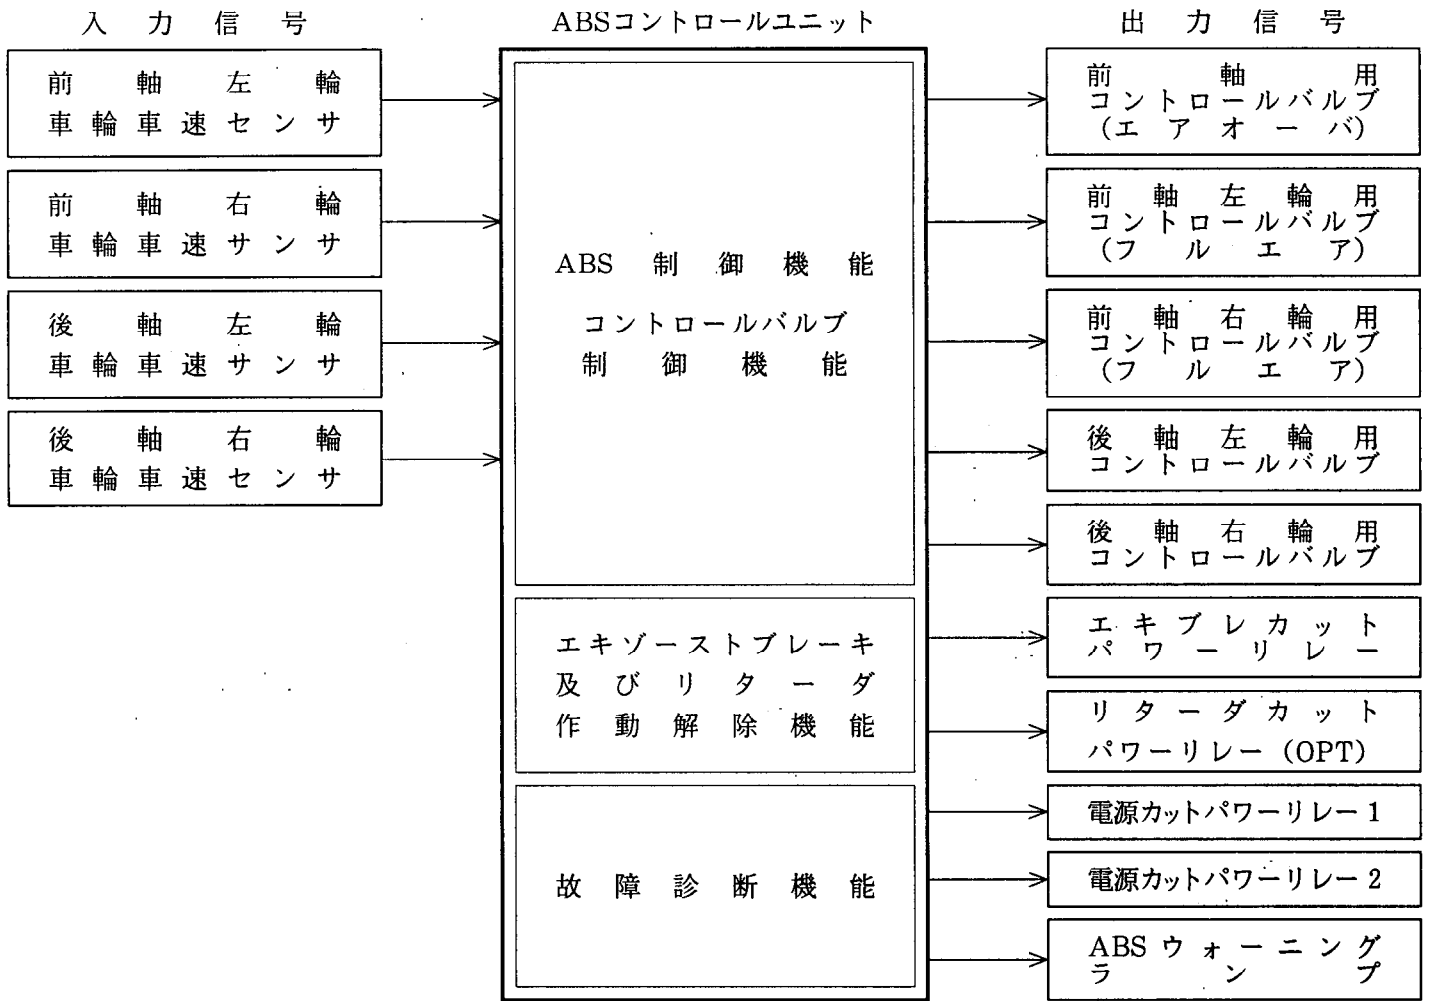 入力信号
前軸左輪
車輪車速センサ
前軸右輪
車輪車速サンサ
後軸左輪
車輪車速サンサ
後軸右輪
車輪車速センサ
ABSコントロールユニット
ABS制御機能
コントロールバルブ
制御機能
エキゾーストブレーキ
及びリターダ
作動解除機能
故障診断機能
出力信号
前軸用
コントロールバルブ
(エアオーバ)
前軸左輪用
コントロールバルブ
(フルエア)
前軸右輪用
コントロールバルブ
(フルエア)
後軸左輪用
コントロールバルブ
後軸右輪用
コントロールバルブ
エキブレカット
パワーリレー
リターダカット
パワーリレー(OPT)
電源カットパワーリレー1
電源カットパワーリレー2
ABSウォーニング
ランプ